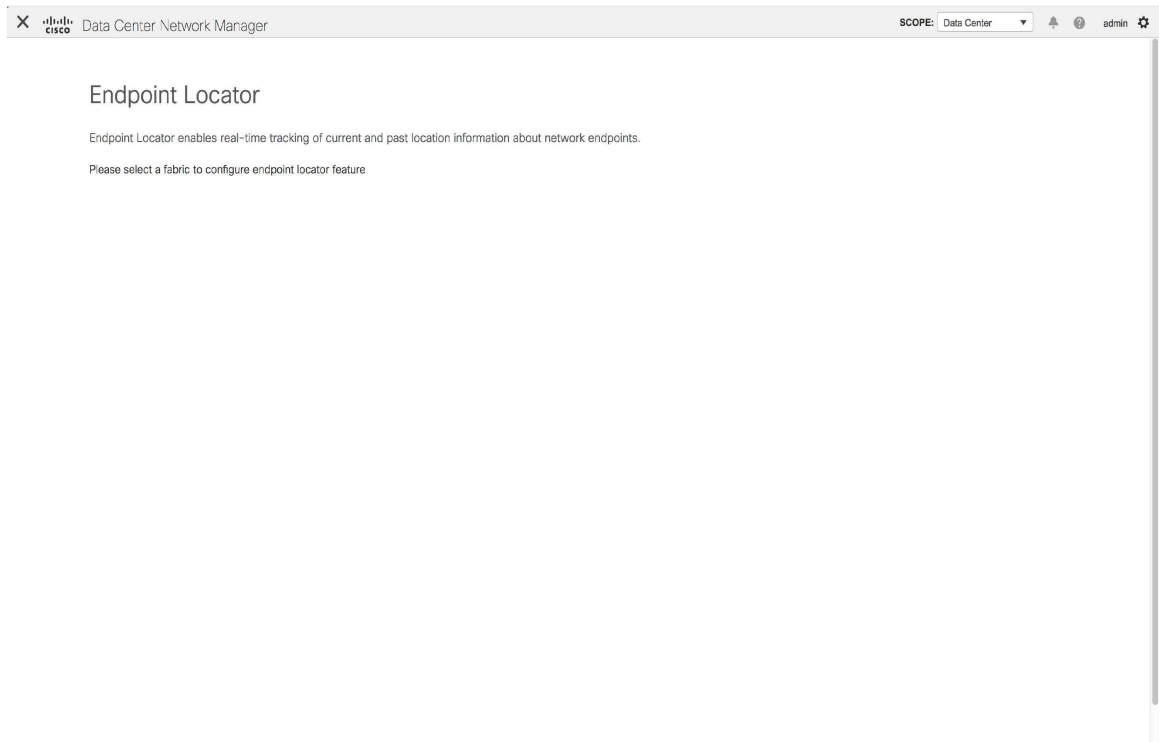 CISCO Data Center Network Manager
SCOPE: Data Center admin
Endpoint Locator
Endpoint Locator enables real-time tracking of current and past location information about network endpoints.
Please select a fabric to configure endpoint locator feature